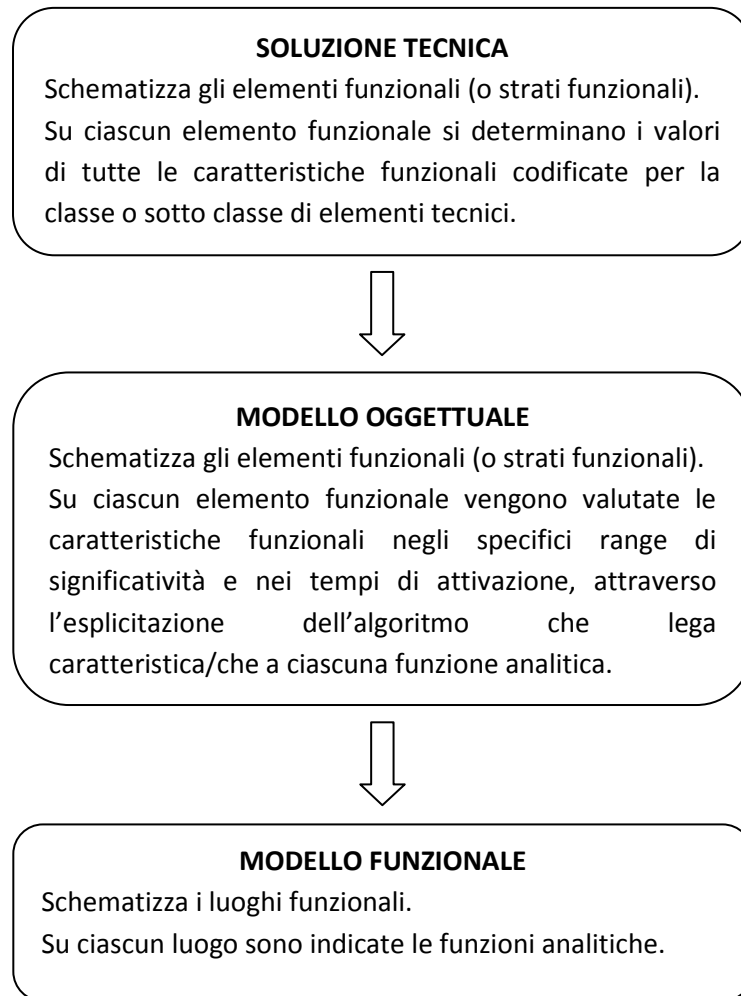 SOLUZIONE TECNICA
Schematizza gli elementi funzionali (o strati funzionali).
Su ciascun elemento funzionale si determinano i valori
di tutte le caratteristiche funzionali codificate per la
classe o sotto classe di elementi tecnici.
MODELLO OGGETTUALE
Schematizza gli elementi funzionali (o strati funzionali).
Su ciascun elemento funzionale vengono valutate le
caratteristiche funzionali negli specifici range di
significatività e nei tempi di attivazione, attraverso
l’esplicitazione dell’algoritmo che lega
caratteristica/che a ciascuna funzione analitica.
MODELLO FUNZIONALE
Schematizza i luoghi funzionali.
Su ciascun luogo sono indicate le funzioni analitiche.